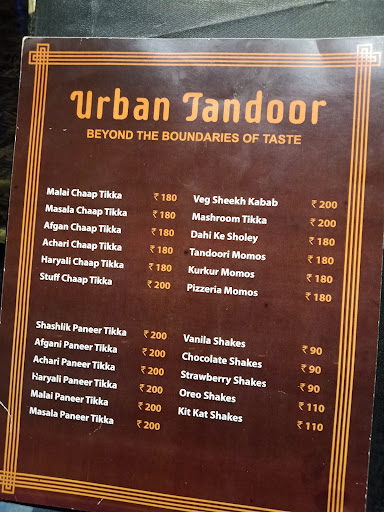 Urban Tandoor
BEYOND THE BOUNDARIES OF TASTE
Malai Chaap Tikka ₹ 180
Masala Chaap Tikka ₹ 180
Afgan Chaap Tikka ₹ 180
Achari Chaap Tikka ₹ 180
Haryali Chaap Tikka ₹ 180
Stuff Chaap Tikka ₹ 200
Veg Sheekh Kabab ₹ 200
Mashroom Tikka ₹ 200
Dahi Ke Sholey ₹ 180
Tandoori Momos ₹ 180
Kurkur Momos ₹ 180
Pizzeria Momos ₹ 180
Shashlik Paneer Tikka ₹ 200
Afgani Paneer Tikka ₹ 200
Achari Paneer Tikka ₹ 200
Haryali Paneer Tikka ₹ 200
Malai Paneer Tikka ₹ 200
Masala Paneer Tikka ₹ 200
Vanila Shakes ₹ 90
Chocolate Shakes ₹ 90
Strawberry Shakes ₹ 90
Oreo Shakes ₹ 110
Kit Kat Shakes ₹ 110